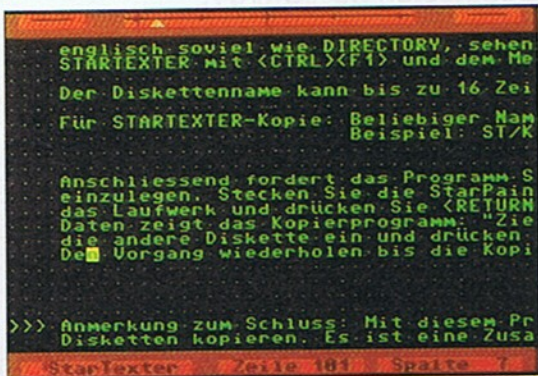 englisch soviel wie DIRECTORY, sehen
STARTEXTER mit <CTRL><F1> und dem Me
Der Diskettenname kann bis zu 16 Zei
Für STARTEXTER-Kopie: Beliebiger Nam
Beispiel: ST/K
Anschliessend fordert das Programm S
einzulegen. Stecken Sie die StarPain
das Laufwerk und drücken Sie <RETURN
Daten zeigt das Kopierprogramm: "Zie
die andere Diskette ein und drücken
Den Vorgang wiederholen bis die Kopi
>>> Anmerkung zum Schluss: Mit diesem Pr
Disketten kopieren. Es ist eine Zusa
StarTexter Zeile 101 Spalte 7